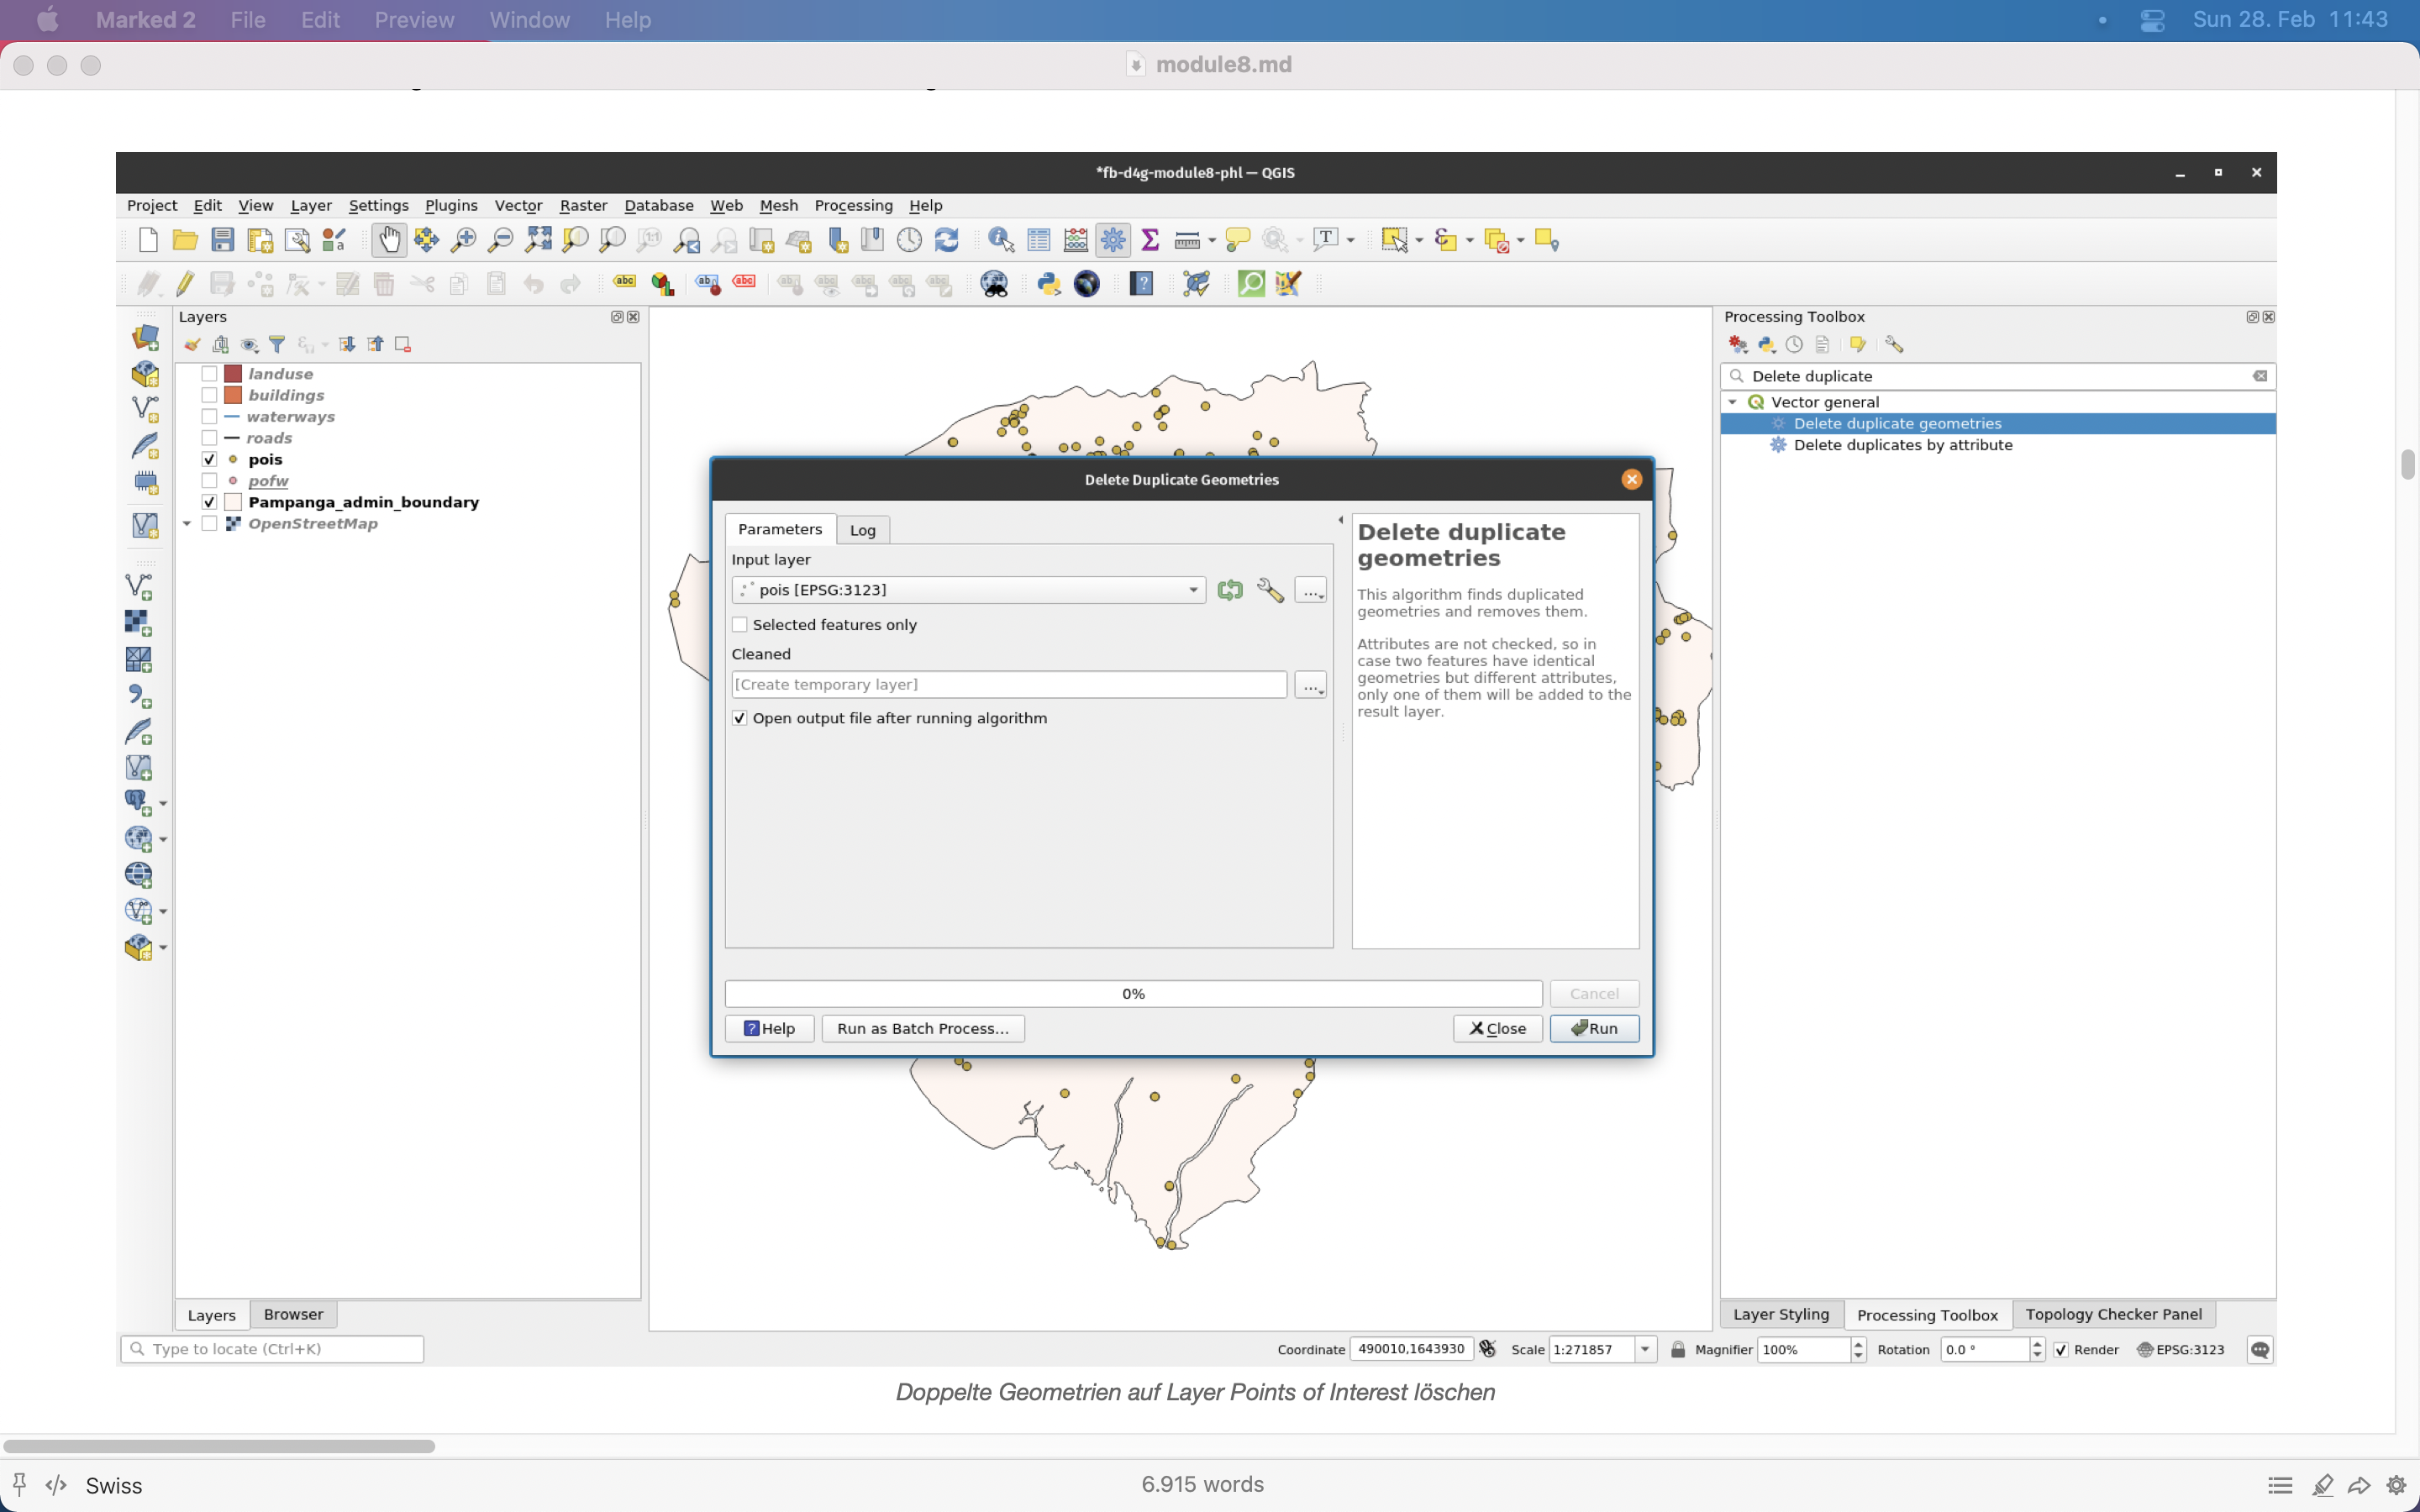 Marked 2 File Edit Preview Window Help
Sun 28. Feb 11:43
module8.md
*fb-d4g-module8-phl — QGIS
Project Edit View Layer Settings Plugins Vector Raster Database Web Mesh Processing Help
Layers
landuse
buildings
waterways
roads
pois
pofw
Pampanga_admin_boundary
OpenStreetMap
Layers Browser
Type to locate (Ctrl+K)
Delete Duplicate Geometries
Parameters Log
Input layer
pois [EPSG:3123]
Selected features only
Cleaned
[Create temporary layer]
Open output file after running algorithm
Delete duplicate
geometries
This algorithm finds duplicated
geometries and removes them.
Attributes are not checked, so in
case two features have identical
geometries but different attributes,
only one of them will be added to the
result layer.
0%
Cancel
Help Run as Batch Process… Close Run
Processing Toolbox
Delete duplicate
Vector general
Delete duplicate geometries
Delete duplicates by attribute
Layer Styling Processing Toolbox Topology Checker Panel
Coordinate 490010,1643930 Scale 1:271857 Magnifier 100% Rotation 0.0 ° Render EPSG:3123
Doppelte Geometrien auf Layer Points of Interest löschen
Swiss
6.915 words